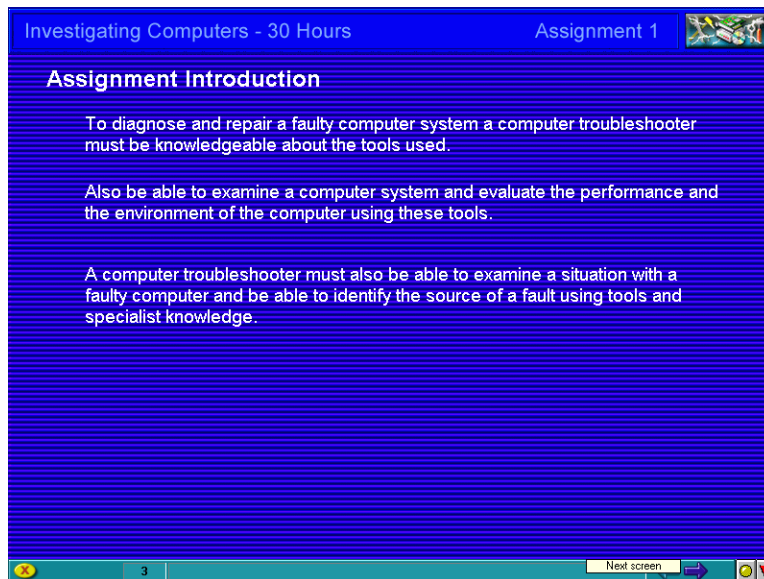 Investigating Computers - 30 Hours
Assignment 1
Assignment Introduction
To diagnose and repair a faulty computer system a computer troubleshooter
must be knowledgeable about the tools used.
Also be able to examine a computer system and evaluate the performance and
the environment of the computer using these tools.
A computer troubleshooter must also be able to examine a situation with a
faulty computer and be able to identify the source of a fault using tools and
specialist knowledge.
X
3
Next screen